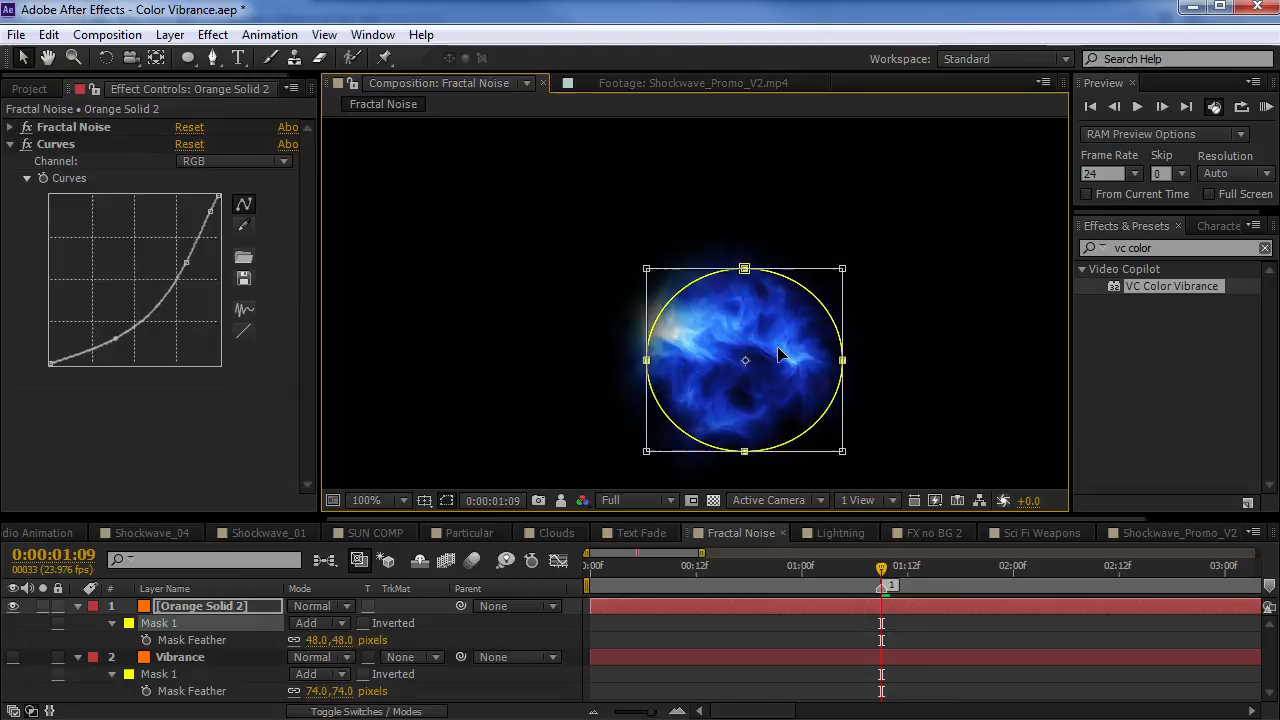 Adobe After Effects - Color Vibrance.aep *
File Edit Composition Layer Effect Animation View Window Help
Workspace: Standard Search Help
Project Effect Controls: Orange Solid 2
Fractal Noise • Orange Solid 2
fx Fractal Noise Reset Abo
fx Curves Reset Abo
Channel: RGB
Curves
Composition: Fractal Noise
Footage: Shockwave_Promo_V2.mp4
Fractal Noise
100% 0:00:01:09 Full Active Camera 1 View +0.0
Preview
RAM Preview Options
Frame Rate Skip Resolution
24 0 Auto
From Current Time Full Screen
Effects & Presets Characte
vc color
Video Copilot
VC Color Vibrance
dio Animation Shockwave_04 Shockwave_01 SUN COMP Particular Clouds Text Fade Fractal Noise Lightning FX no BG 2 Sci Fi Weapons Shockwave_Promo_V2
0:00:01:09
00033 (23.976 fps)
:00f 00:12f 01:00f 01:12f 02:00f 02:12f 03:00f
# Layer Name Mode T TrkMat Parent
1
1 [Orange Solid 2] Normal None
Mask 1 Add Inverted
Mask Feather 48.0,48.0 pixels
2 Vibrance Normal None None
Mask 1 Add Inverted
Mask Feather 74.0,74.0 pixels
Toggle Switches / Modes